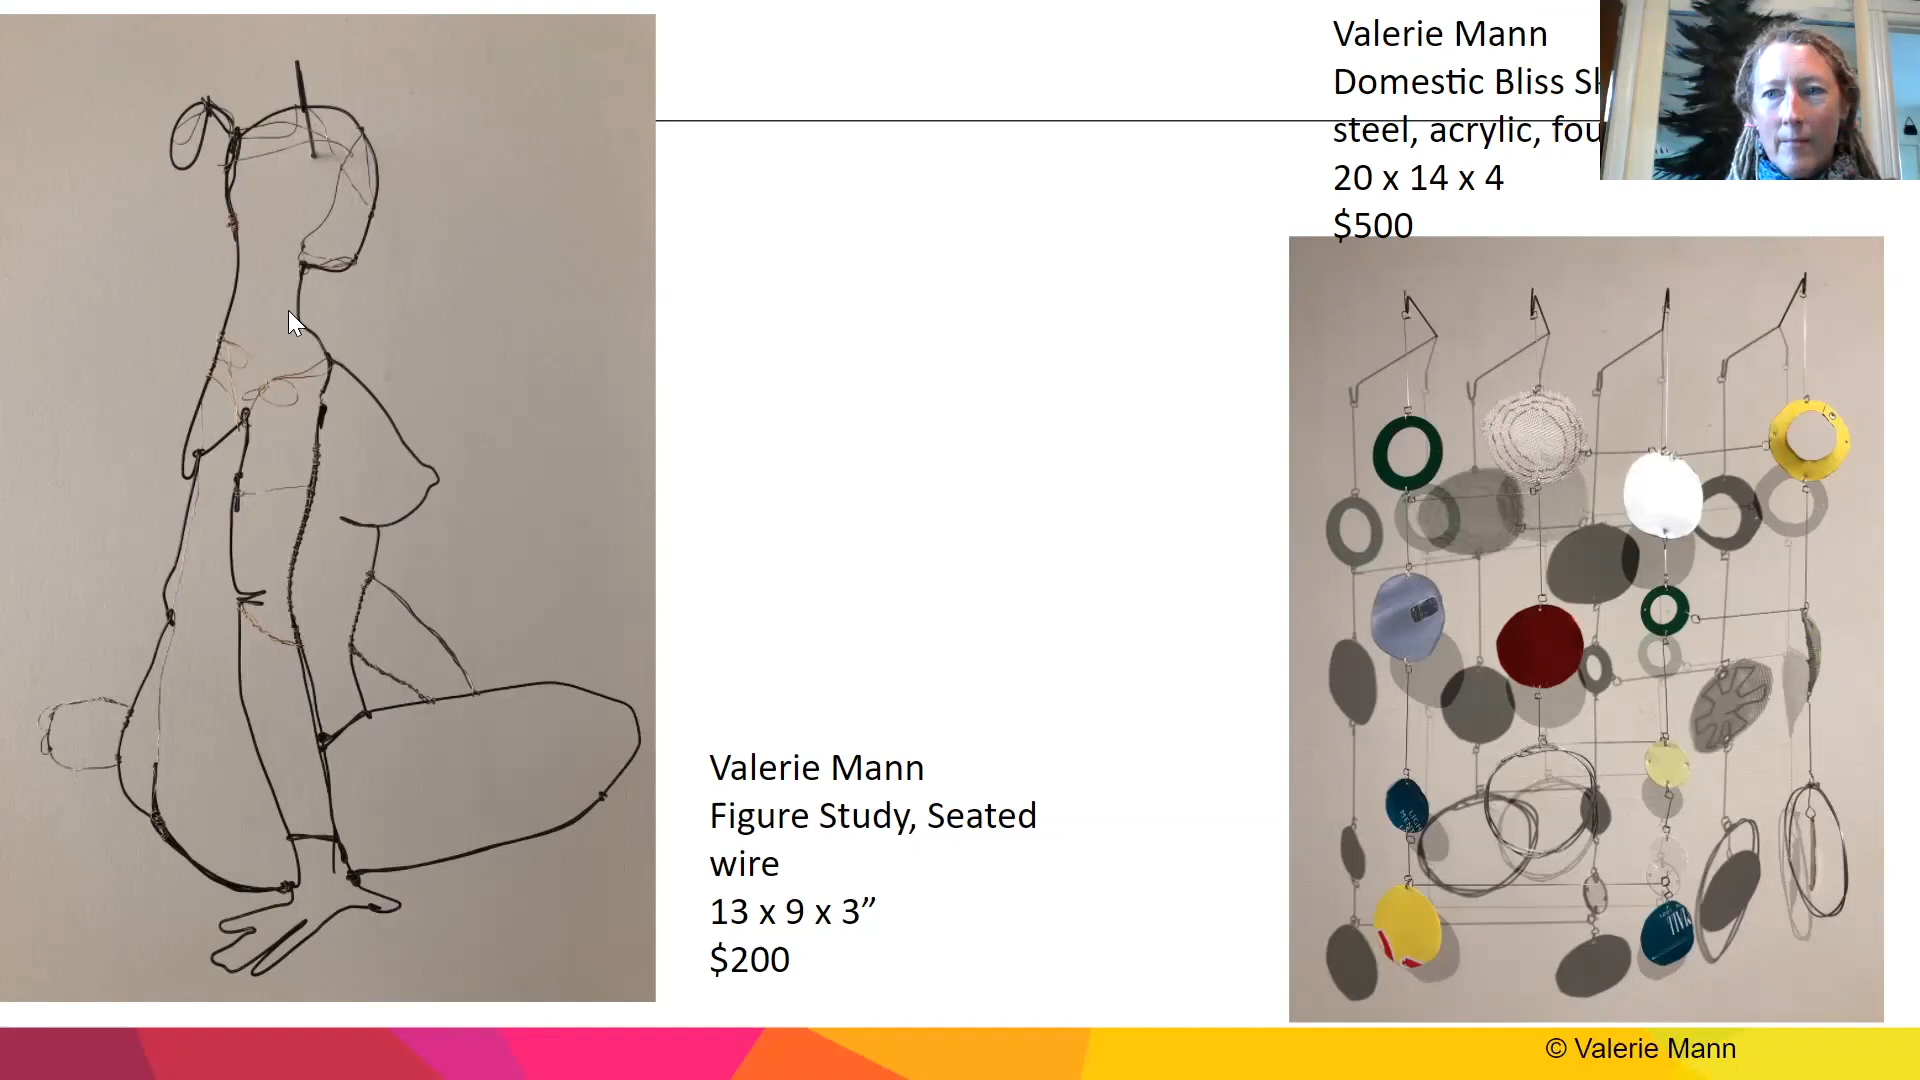 Valerie Mann
Domestic Bliss
steel, acrylic,
20 x 14 x 4
$500
Valerie Mann
Figure Study, Seated
wire
13 x 9 x 3”
$200
© Valerie Mann